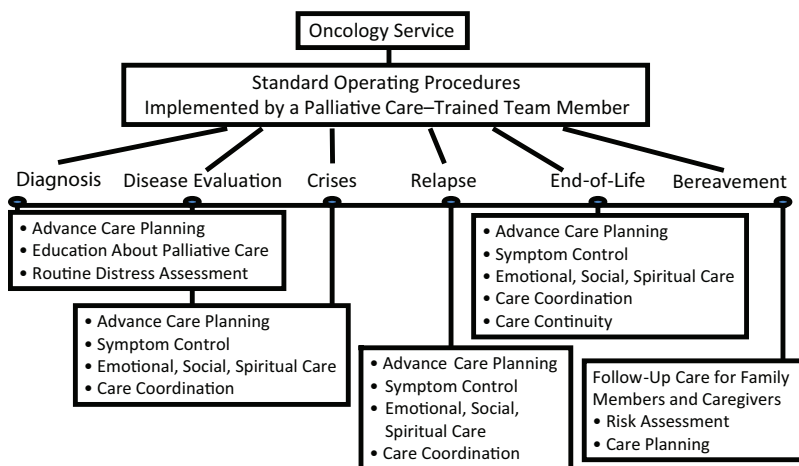 Oncology Service
Standard Operating Procedures
Implemented by a Palliative Care–Trained Team Member
Diagnosis
Disease Evaluation
Crises
Relapse
End-of-Life
Bereavement
• Advance Care Planning
• Education About Palliative Care
• Routine Distress Assessment
• Advance Care Planning
• Symptom Control
• Emotional, Social, Spiritual Care
• Care Coordination
• Advance Care Planning
• Symptom Control
• Emotional, Social,
Spiritual Care
• Care Coordination
• Advance Care Planning
• Symptom Control
• Emotional, Social, Spiritual Care
• Care Coordination
• Care Continuity
Follow-Up Care for Family
Members and Caregivers
• Risk Assessment
• Care Planning